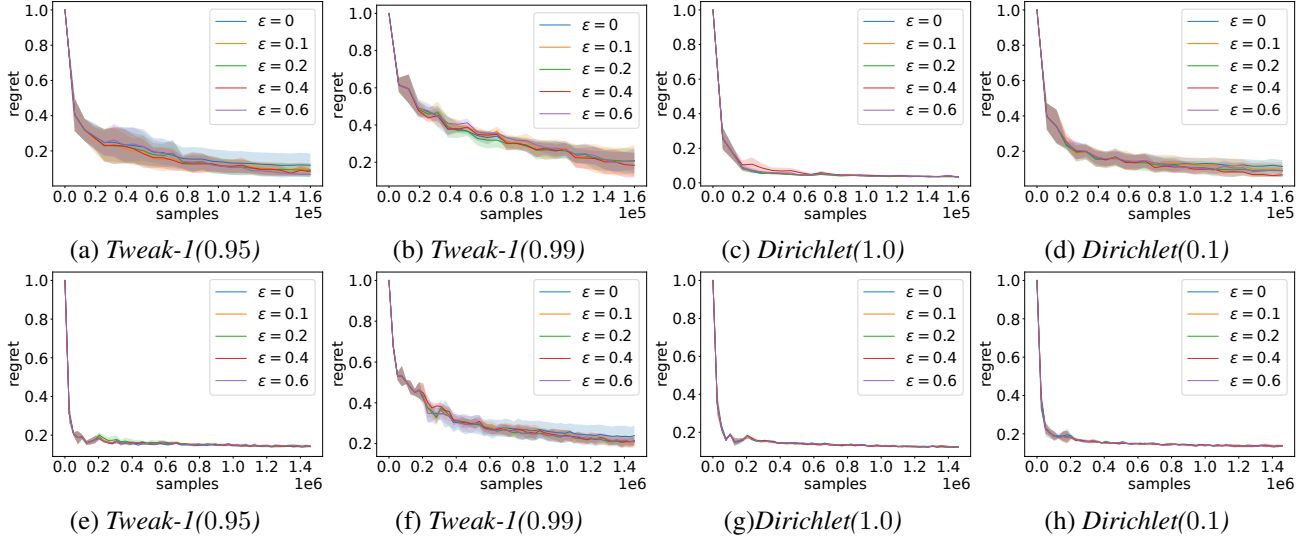 regret
1.0
0.8
0.6
0.4
0.2
ε = 0
ε = 0.1
ε = 0.2
ε = 0.4
ε = 0.6
0.0 0.2 0.4 0.6 0.8 1.0 1.2 1.4 1.6
samples
1e5
(a) Tweak-1(0.95)
regret
1.0
0.8
0.6
0.4
0.2
ε = 0
ε = 0.1
ε = 0.2
ε = 0.4
ε = 0.6
0.0 0.2 0.4 0.6 0.8 1.0 1.2 1.4 1.6
samples
1e5
(b) Tweak-1(0.99)
regret
1.0
0.8
0.6
0.4
0.2
0.0
ε = 0
ε = 0.1
ε = 0.2
ε = 0.4
ε = 0.6
0.0 0.2 0.4 0.6 0.8 1.0 1.2 1.4 1.6
samples
1e5
(c) Dirichlet(1.0)
regret
1.0
0.8
0.6
0.4
0.2
ε = 0
ε = 0.1
ε = 0.2
ε = 0.4
ε = 0.6
0.0 0.2 0.4 0.6 0.8 1.0 1.2 1.4 1.6
samples
1e5
(d) Dirichlet(0.1)
regret
1.0
0.8
0.6
0.4
0.2
ε = 0
ε = 0.1
ε = 0.2
ε = 0.4
ε = 0.6
0.0 0.2 0.4 0.6 0.8 1.0 1.2 1.4
samples
1e6
(e) Tweak-1(0.95)
regret
1.0
0.8
0.6
0.4
0.2
ε = 0
ε = 0.1
ε = 0.2
ε = 0.4
ε = 0.6
0.0 0.2 0.4 0.6 0.8 1.0 1.2 1.4
samples
1e6
(f) Tweak-1(0.99)
regret
1.0
0.8
0.6
0.4
0.2
ε = 0
ε = 0.1
ε = 0.2
ε = 0.4
ε = 0.6
0.0 0.2 0.4 0.6 0.8 1.0 1.2 1.4
samples
1e6
(g)Dirichlet(1.0)
regret
1.0
0.8
0.6
0.4
0.2
ε = 0
ε = 0.1
ε = 0.2
ε = 0.4
ε = 0.6
0.0 0.2 0.4 0.6 0.8 1.0 1.2 1.4
samples
1e6
(h) Dirichlet(0.1)